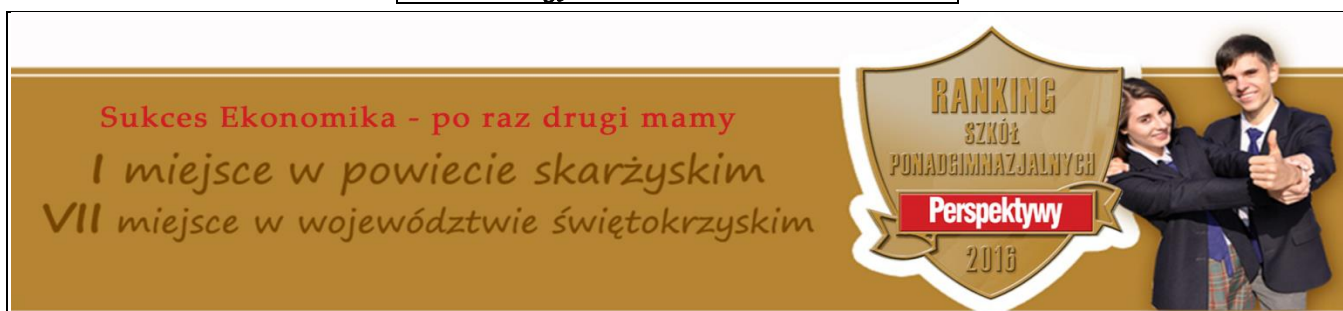 Sukces Ekonomika - po raz drugi mamy
I miejsce w powiecie skarżyskim
VII miejsce w województwie świętokrzyskim
RANKING
SZKÓŁ
PONADGIMNAZJALNYCH
Perspektywy
2016